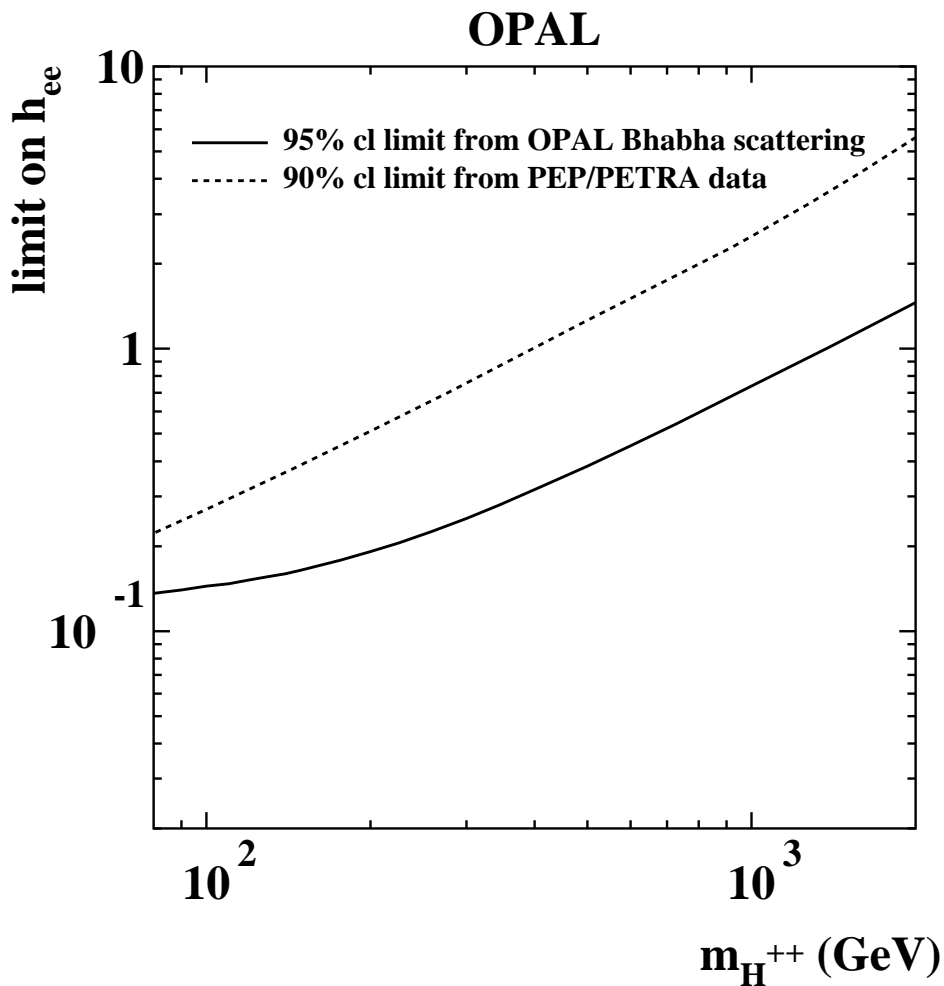 OPAL
limit on h_ee
10
1
10^-1
95% cl limit from OPAL Bhabha scattering
90% cl limit from PEP/PETRA data
10^2
10^3
m_H^++ (GeV)